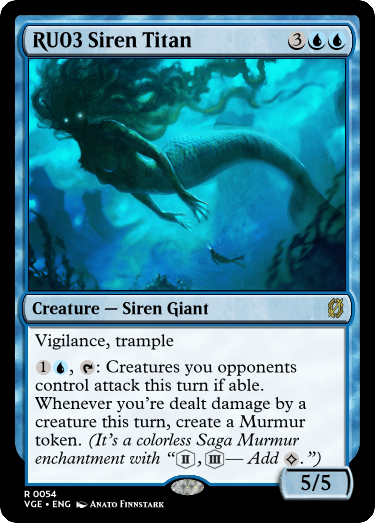 RU03 Siren Titan 3
Creature — Siren Giant
Vigilance, trample
1, : Creatures you opponents
control attack this turn if able.
Whenever you’re dealt damage by a
creature this turn, create a Murmur
token. (It’s a colorless Saga Murmur
enchantment with “II, III— Add .”)
5/5
R 0054
VGE • ENG ANATO FINNSTARK